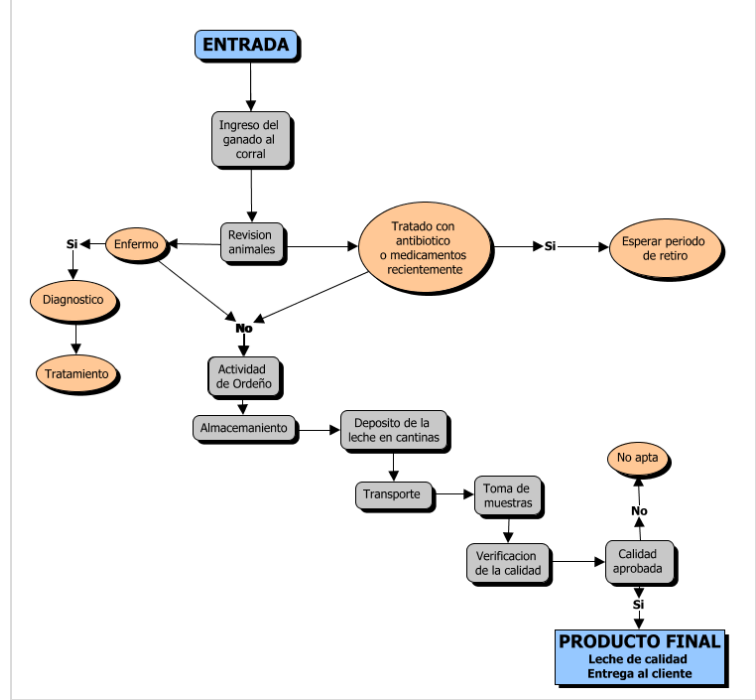 ENTRADA
Ingreso del
ganado al
corral
Revision
animales
Enfermo
Si
Diagnostico
Tratamiento
Tratado con
antibiotico
o medicamentos
recientemente
Si
Esperar periodo
de retiro
No
Actividad
de Ordeño
Almacemaniento
Deposito de la
leche en cantinas
Transporte
Toma de
muestras
Verificacion
de la calidad
Calidad
aprobada
No
No apta
Si
PRODUCTO FINAL
Leche de calidad
Entrega al cliente